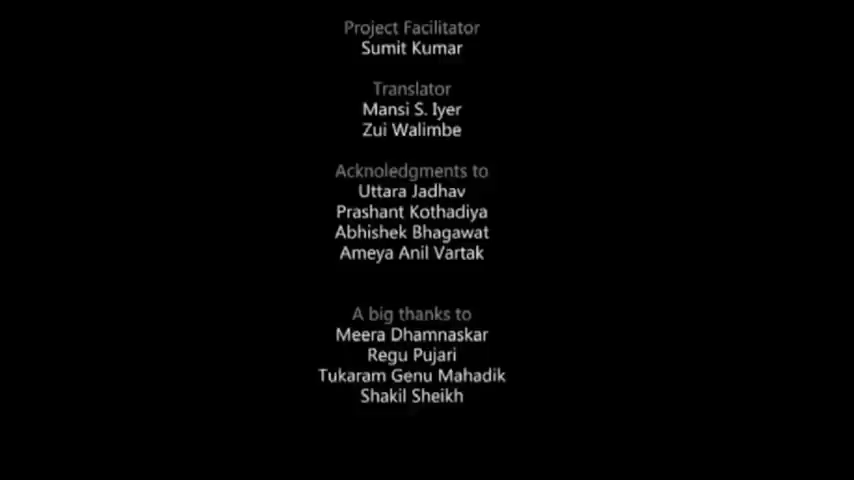 Project Facilitator
Sumit Kumar
Translator
Mansi S. Iyer
Zui Walimbe
Acknoledgments to
Uttara Jadhav
Prashant Kothadiya
Abhishek Bhagawat
Ameya Anil Vartak
A big thanks to
Meera Dhamnaskar
Regu Pujari
Tukaram Genu Mahadik
Shakil Sheikh